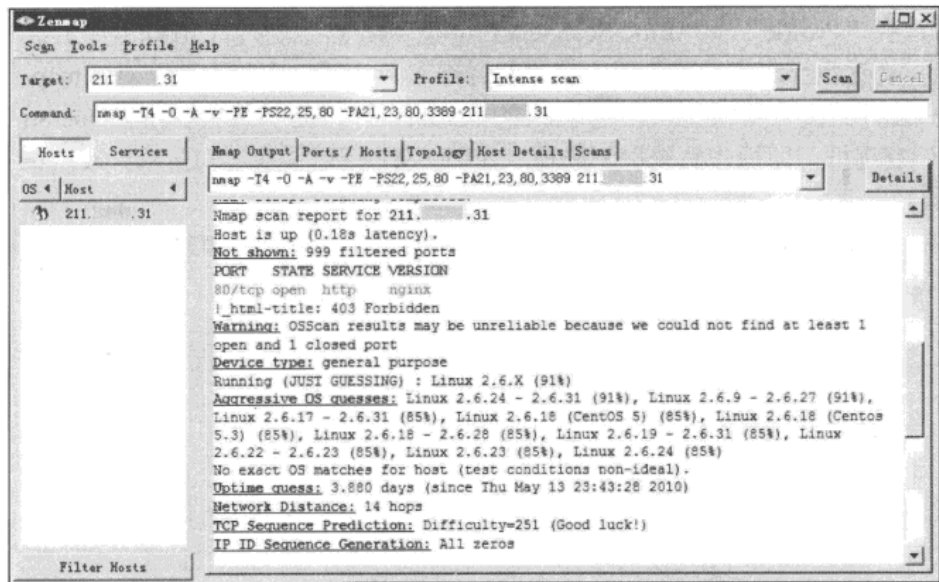 Zenmap
Scan Tools Profile Help
Target: 211 .31 Profile: Intense scan Scan Cancel
Command: nmap -T4 -O -A -v -PE -PS22,25,80 -PA21,23,80,3389 211 .31
Hosts Services Nmap Output Ports / Hosts Topology Host Details Scans
OS Host
nmap -T4 -O -A -v -PE -PS22,25,80 -PA21,23,80,3389 211. .31 Details
211. .31
Nmap scan report for 211. .31
Host is up (0.18s latency).
Not shown: 999 filtered ports
PORT STATE SERVICE VERSION
80/tcp open http nginx
|_html-title: 403 Forbidden
Warning: OSScan results may be unreliable because we could not find at least 1
open and 1 closed port
Device type: general purpose
Running (JUST GUESSING) : Linux 2.6.X (91%)
Aggressive OS guesses: Linux 2.6.24 - 2.6.31 (91%), Linux 2.6.9 - 2.6.27 (91%),
Linux 2.6.17 - 2.6.31 (85%), Linux 2.6.18 (CentOS 5) (85%), Linux 2.6.18 (Centos
5.3) (85%), Linux 2.6.18 - 2.6.28 (85%), Linux 2.6.19 - 2.6.31 (85%), Linux
2.6.22 - 2.6.23 (85%), Linux 2.6.23 (85%), Linux 2.6.24 (85%)
No exact OS matches for host (test conditions non-ideal).
Uptime guess: 3.880 days (since Thu May 13 23:43:28 2010)
Network Distance: 14 hops
TCP Sequence Prediction: Difficulty=251 (Good luck!)
IP ID Sequence Generation: All zeros
Filter Hosts